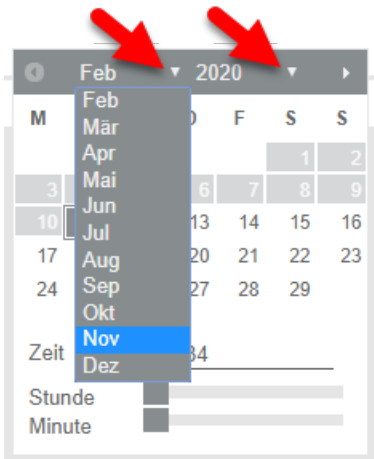 Feb 2020
Feb
Mär
Apr
Mai
Jun
Jul
Aug
Sep
Okt
Nov
Dez
M F S S
1 2
3 6 7 8 9
10 13 14 15 16
17 20 21 22 23
24 27 28 29
Zeit 34
Stunde
Minute